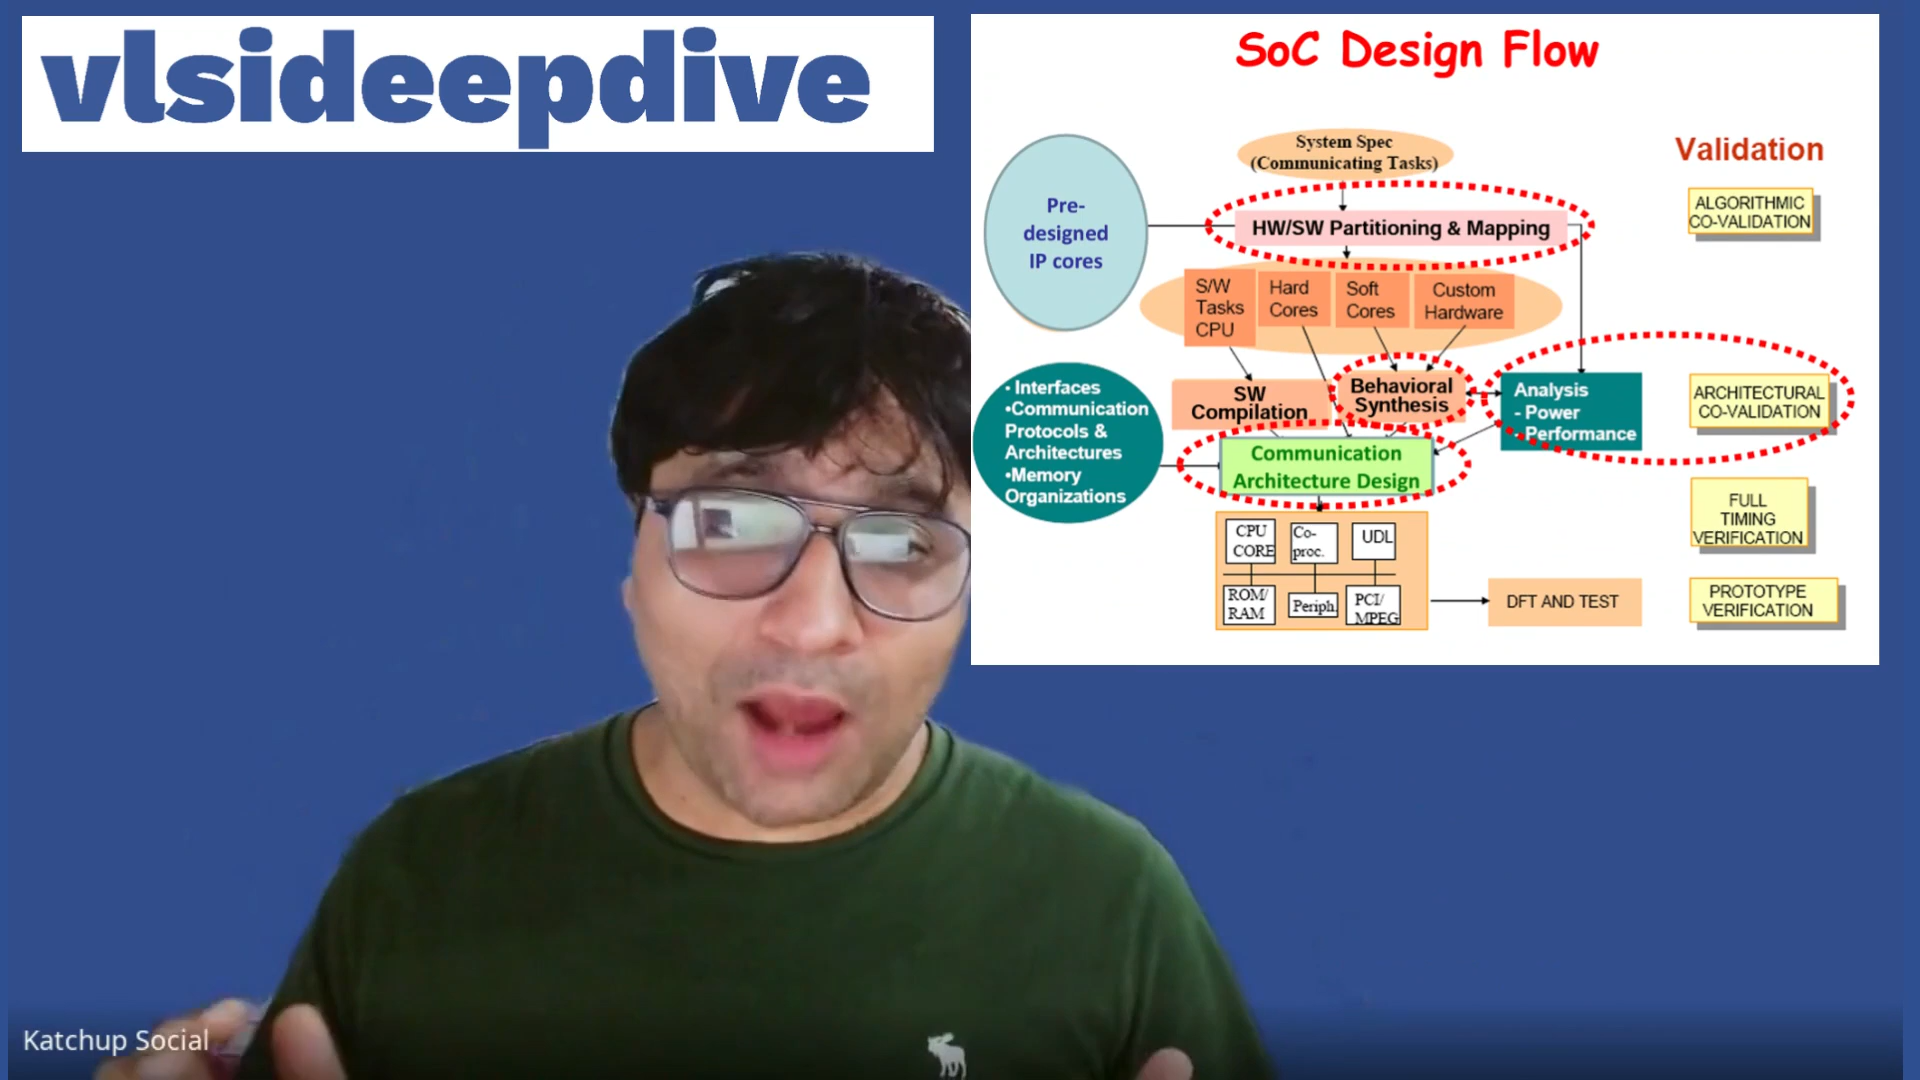 vlsideepdive
SoC Design Flow
System Spec
(Communicating Tasks)
Validation
Pre-
designed
IP cores
HW/SW Partitioning & Mapping
ALGORITHMIC
CO-VALIDATION
S/W
Tasks
CPU
Hard
Cores
Soft
Cores
Custom
Hardware
• Interfaces
•Communication
Protocols &
Architectures
•Memory
Organizations
SW
Compilation
Behavioral
Synthesis
Analysis
- Power
- Performance
ARCHITECTURAL
CO-VALIDATION
Communication
Architecture Design
FULL
TIMING
VERIFICATION
CPU
CORE
Co-
proc.
UDL
ROM/
RAM
Periph.
PCI/
MPEG
DFT AND TEST
PROTOTYPE
VERIFICATION
Katchup Social